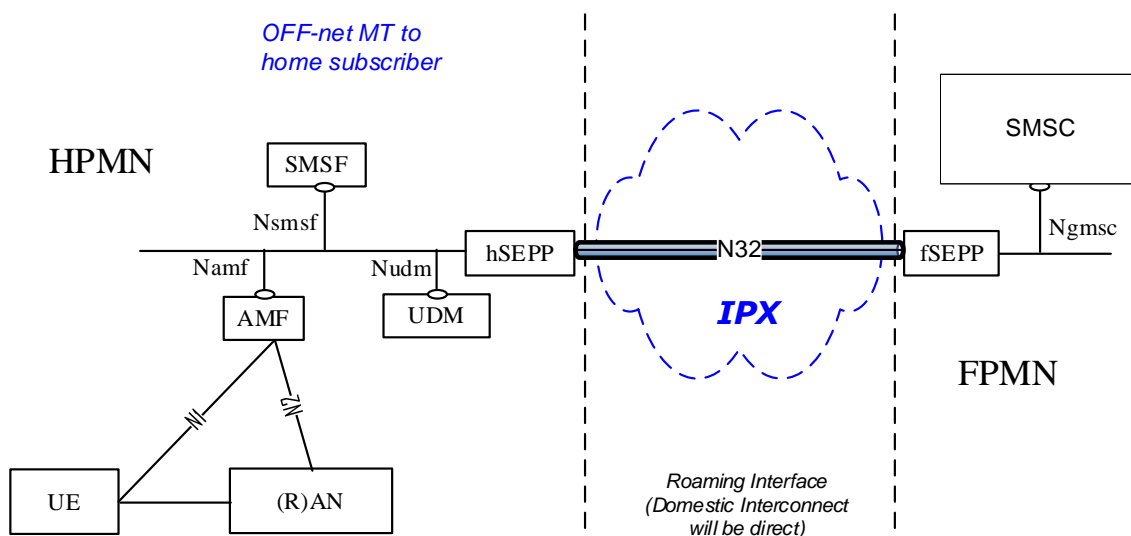 OFF-net MT to
home subscriber
HPMN
SMSF
SMSC
Nsmsf
Ngmsc
Namf
Nudm
hSEPP
N32
fSEPP
AMF
UDM
IPX
FPMN
N1
N2
UE
(R)AN
Roaming Interface
(Domestic Interconnect
will be direct)